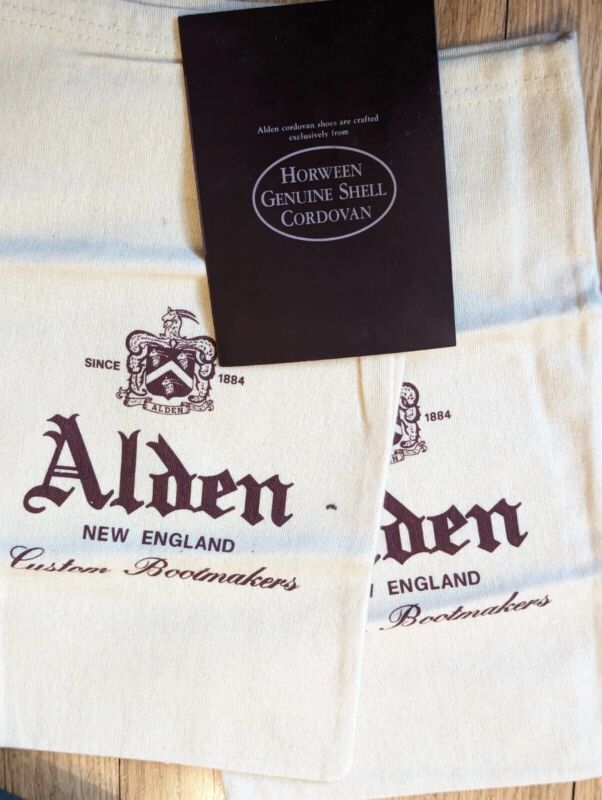 Alden cordovan shoes are crafted
exclusively from
HORWEEN
GENUINE SHELL
CORDOVAN
SINCE 1884
ALDEN
Alden
NEW ENGLAND
Custom Bootmakers
1884
den
ENGLAND
Bootmakers